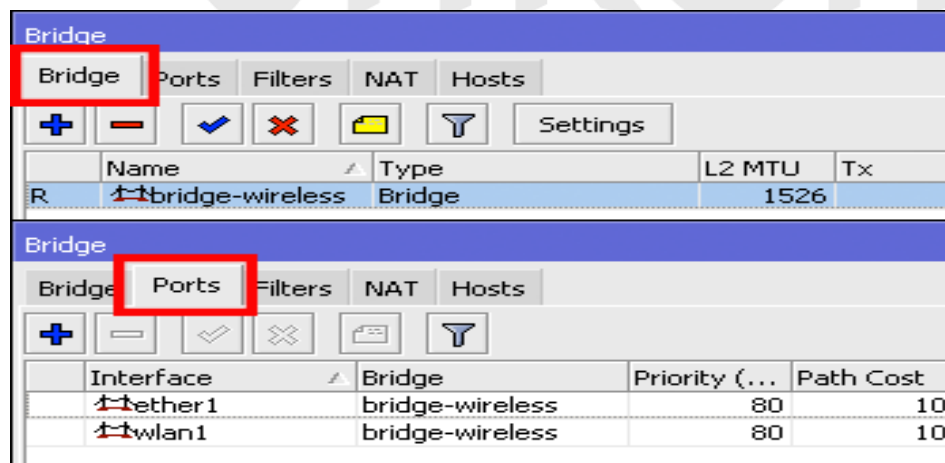 Bridge
Bridge Ports Filters NAT Hosts
Settings
Name Type L2 MTU Tx
R bridge-wireless Bridge 1526
Bridge
Bridge Ports Filters NAT Hosts
Interface Bridge Priority (... Path Cost
ether1 bridge-wireless 80 10
wlan1 bridge-wireless 80 10